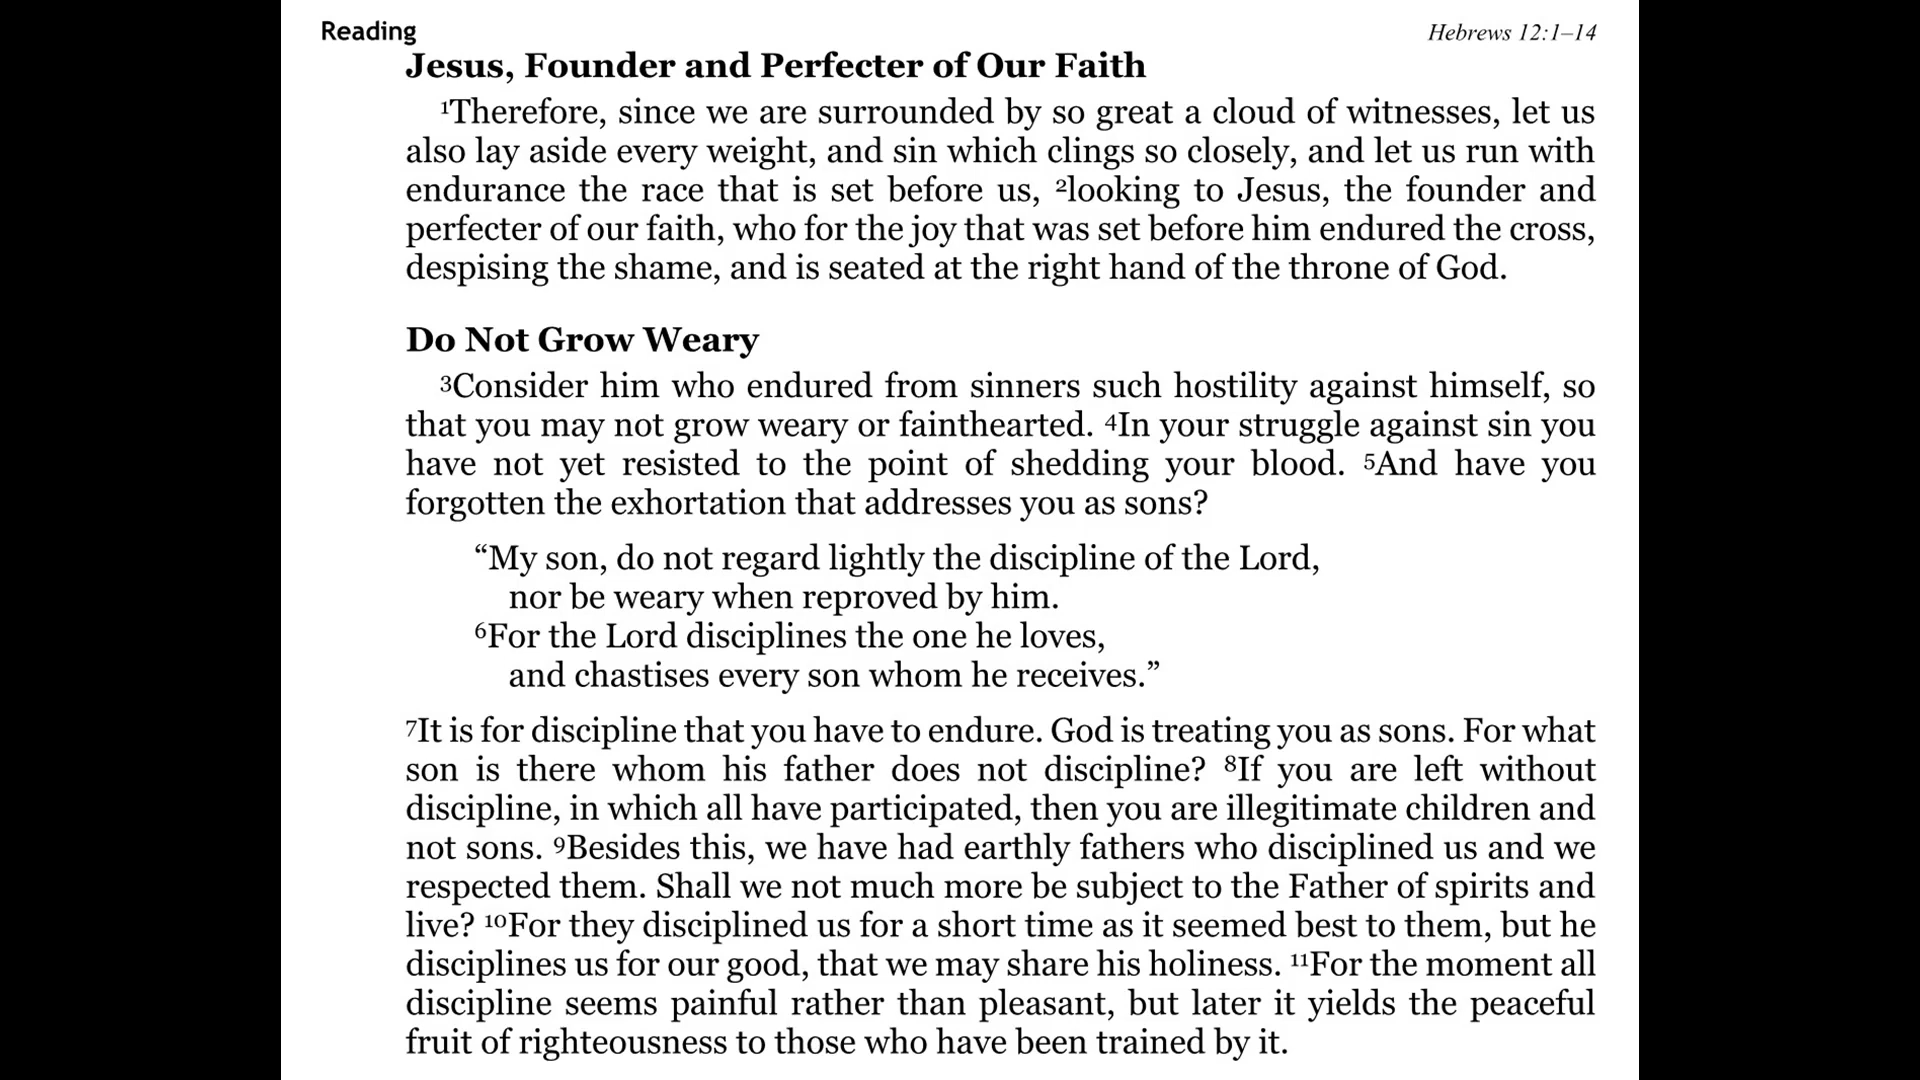 Reading
Hebrews 12:1–14
Jesus, Founder and Perfecter of Our Faith
¹Therefore, since we are surrounded by so great a cloud of witnesses, let us
also lay aside every weight, and sin which clings so closely, and let us run with
endurance the race that is set before us, ²looking to Jesus, the founder and
perfecter of our faith, who for the joy that was set before him endured the cross,
despising the shame, and is seated at the right hand of the throne of God.
Do Not Grow Weary
³Consider him who endured from sinners such hostility against himself, so
that you may not grow weary or fainthearted. ⁴In your struggle against sin you
have not yet resisted to the point of shedding your blood. ⁵And have you
forgotten the exhortation that addresses you as sons?
“My son, do not regard lightly the discipline of the Lord,
nor be weary when reproved by him.
⁶For the Lord disciplines the one he loves,
and chastises every son whom he receives.”
⁷It is for discipline that you have to endure. God is treating you as sons. For what
son is there whom his father does not discipline? ⁸If you are left without
discipline, in which all have participated, then you are illegitimate children and
not sons. ⁹Besides this, we have had earthly fathers who disciplined us and we
respected them. Shall we not much more be subject to the Father of spirits and
live? ¹⁰For they disciplined us for a short time as it seemed best to them, but he
disciplines us for our good, that we may share his holiness. ¹¹For the moment all
discipline seems painful rather than pleasant, but later it yields the peaceful
fruit of righteousness to those who have been trained by it.